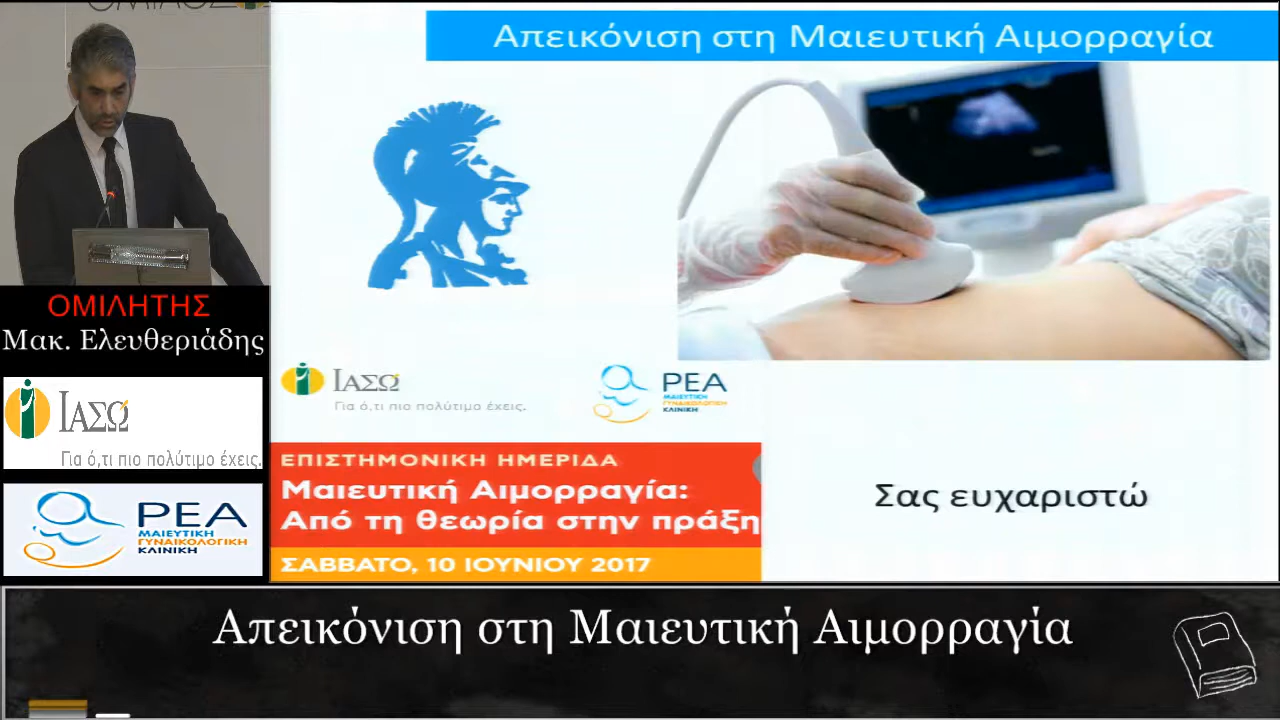 Απεικόνιση στη Μαιευτική Αιμορραγία
ΟΜΙΛΗΤΗΣ
Μακ. Ελευθεριάδης
ΙΑΣΩ
Για ό,τι πιο πολύτιμο έχεις.
ΡΕΑ
ΜΑΙΕΥΤΙΚΗ
ΓΥΝΑΙΚΟΛΟΓΙΚΗ
ΚΛΙΝΙΚΗ
ΙΑΣΩ
Για ό,τι πιο πολύτιμο έχεις.
ΡΕΑ
ΜΑΙΕΥΤΙΚΗ
ΓΥΝΑΙΚΟΛΟΓΙΚΗ
ΚΛΙΝΙΚΗ
ΕΠΙΣΤΗΜΟΝΙΚΗ ΗΜΕΡΙΔΑ
Μαιευτική Αιμορραγία:
Από τη θεωρία στην πράξη
ΣΑΒΒΑΤΟ, 10 ΙΟΥΝΙΟΥ 2017
Σας ευχαριστώ
Απεικόνιση στη Μαιευτική Αιμορραγία